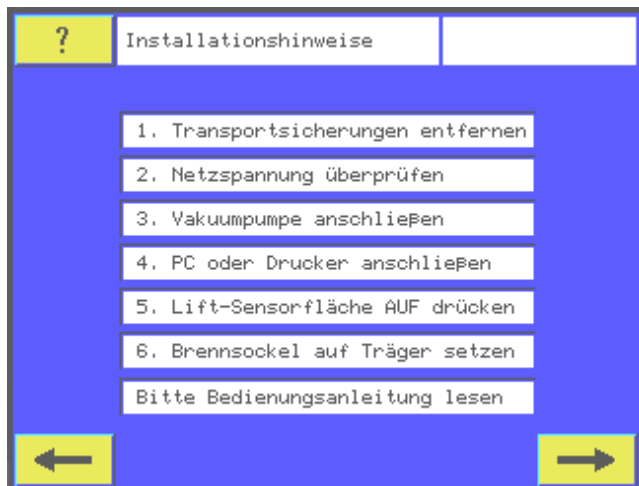 ?
Installationshinweise
1. Transportsicherungen entfernen
2. Netzspannung überprüfen
3. Vakuumpumpe anschließen
4. PC oder Drucker anschließen
5. Lift-Sensorfläche AUF drücken
6. Brennsockel auf Träger setzen
Bitte Bedienungsanleitung lesen